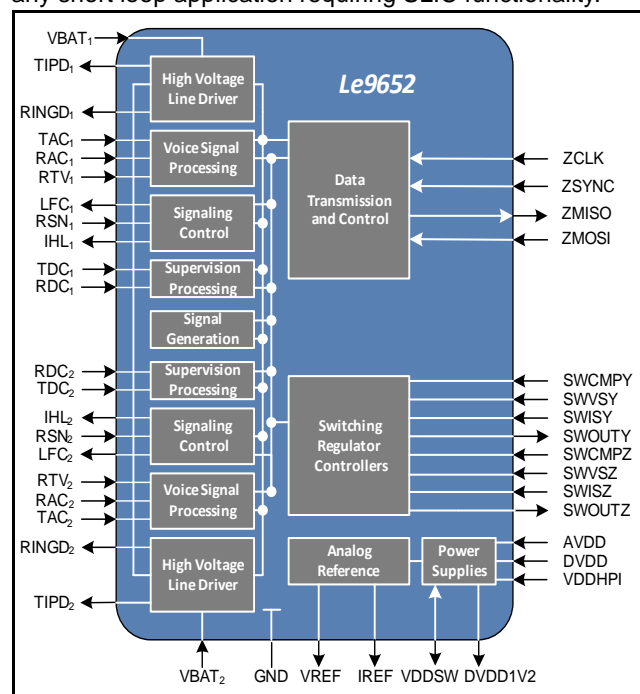 any short loop application requiring SLIC functionality.
Le9652
VBAT₁
TIPD₁
RINGD₁
TAC₁
RAC₁
RTV₁
LFC₁
RSN₁
IHL₁
TDC₁
RDC₁
RDC₂
TDC₂
IHL₂
RSN₂
LFC₂
RTV₂
RAC₂
TAC₂
RINGD₂
TIPD₂
High Voltage
Line Driver
Voice Signal
Processing
Signaling
Control
Supervision
Processing
Signal
Generation
Supervision
Processing
Signaling
Control
Voice Signal
Processing
High Voltage
Line Driver
Data
Transmission
and Control
Switching
Regulator
Controllers
Analog
Reference
Power
Supplies
ZCLK
ZSYNC
ZMISO
ZMOSI
SWCMPY
SWVSY
SWISY
SWOUTY
SWCMPZ
SWVSZ
SWISZ
SWOUTZ
AVDD
DVDD
VDDHPI
VBAT₂
GND
VREF
IREF
VDDSW
DVDD1V2